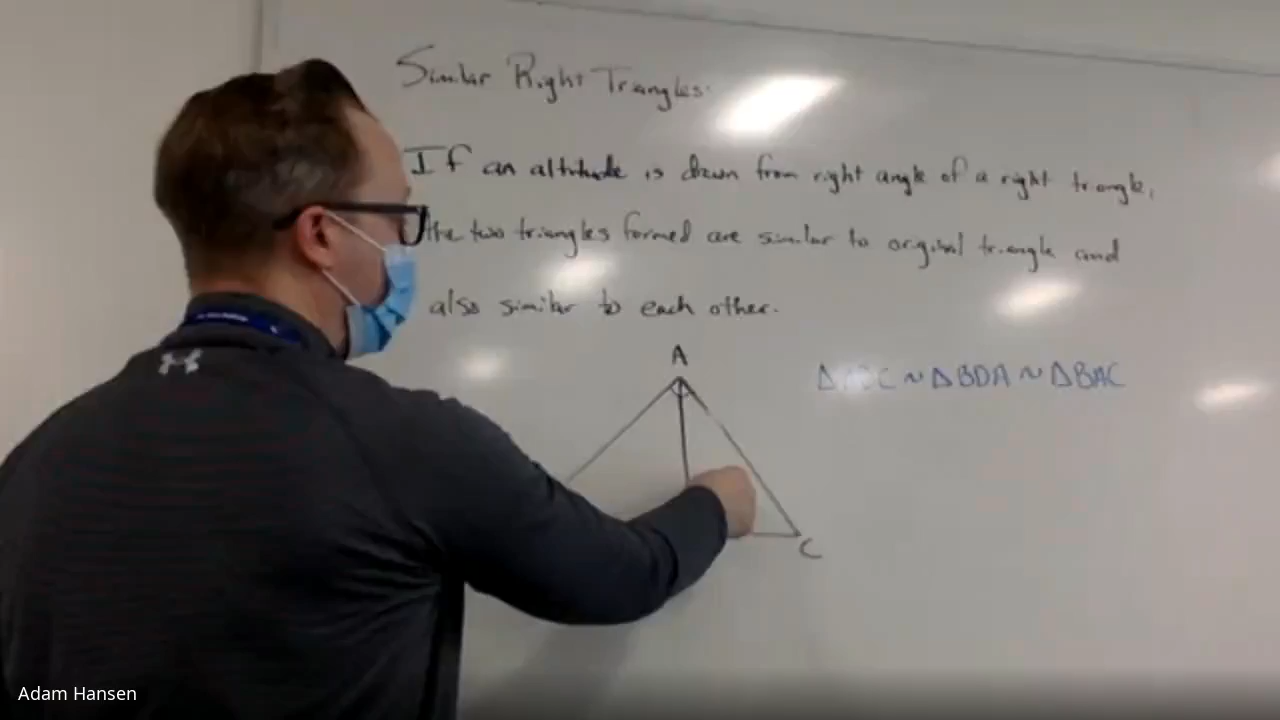 Similar Right Triangles:
If an altitude is drawn from right angle of a right triangle,
the two triangles formed are similar to original triangle and
also similar to each other.
A
~ ΔBDA ~ ΔBAC
C
Adam Hansen